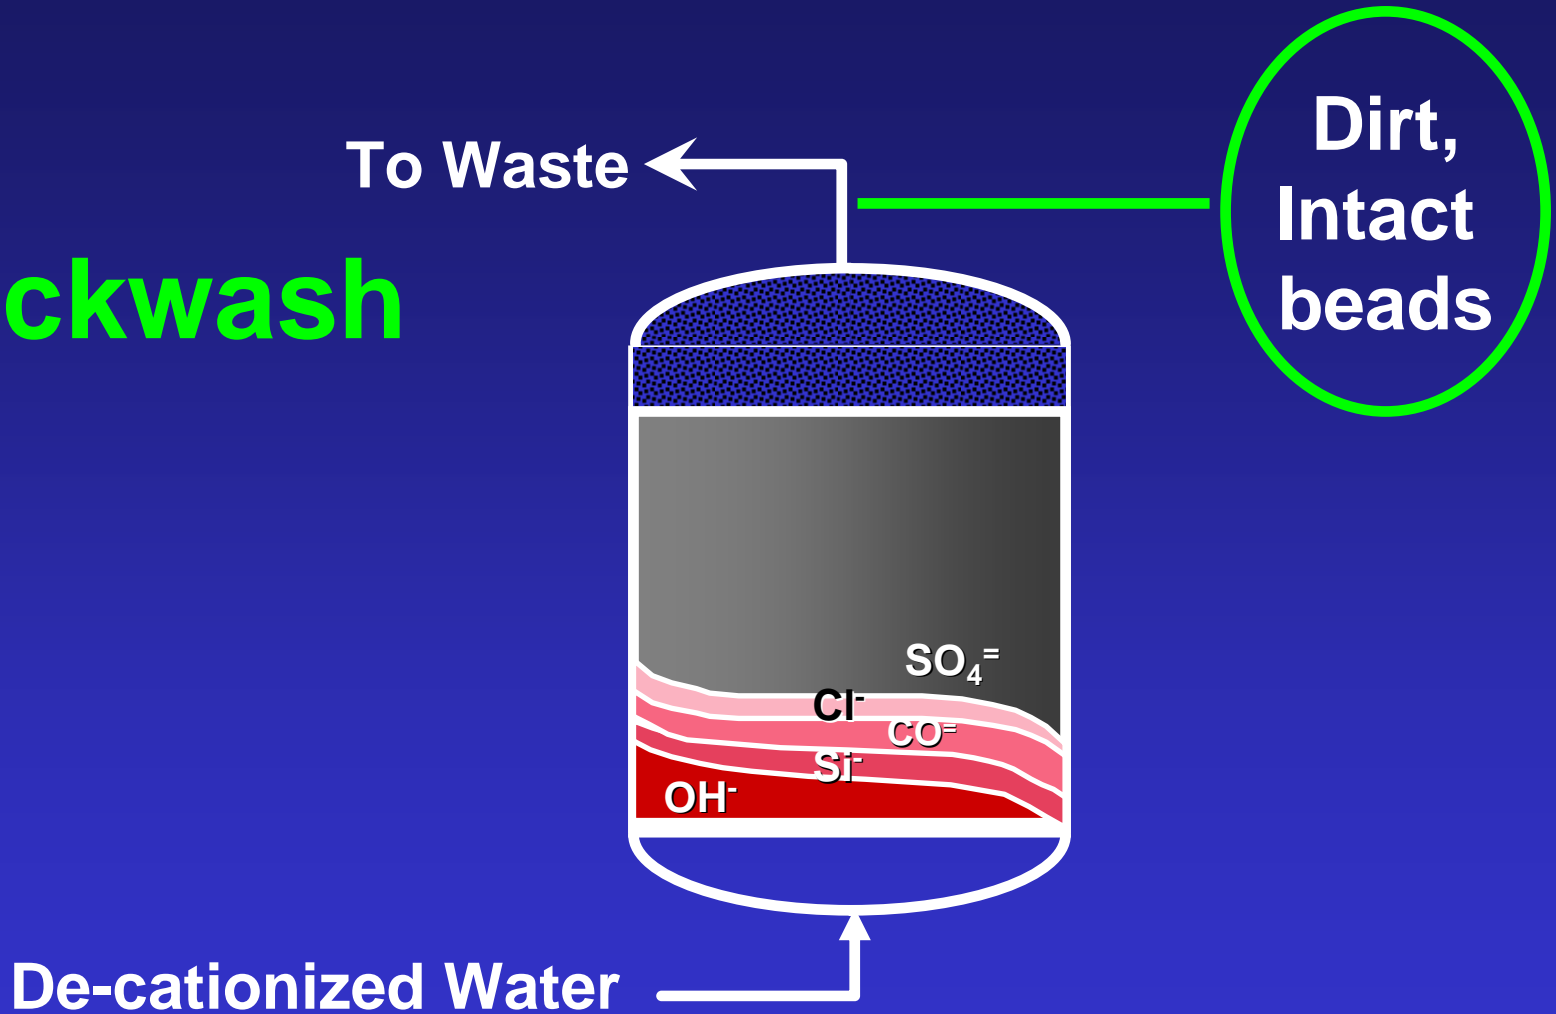 To Waste
Dirt,
Intact
beads
ckwash
SO₄⁼
Cl⁻
CO⁼
Si⁻
OH⁻
De-cationized Water